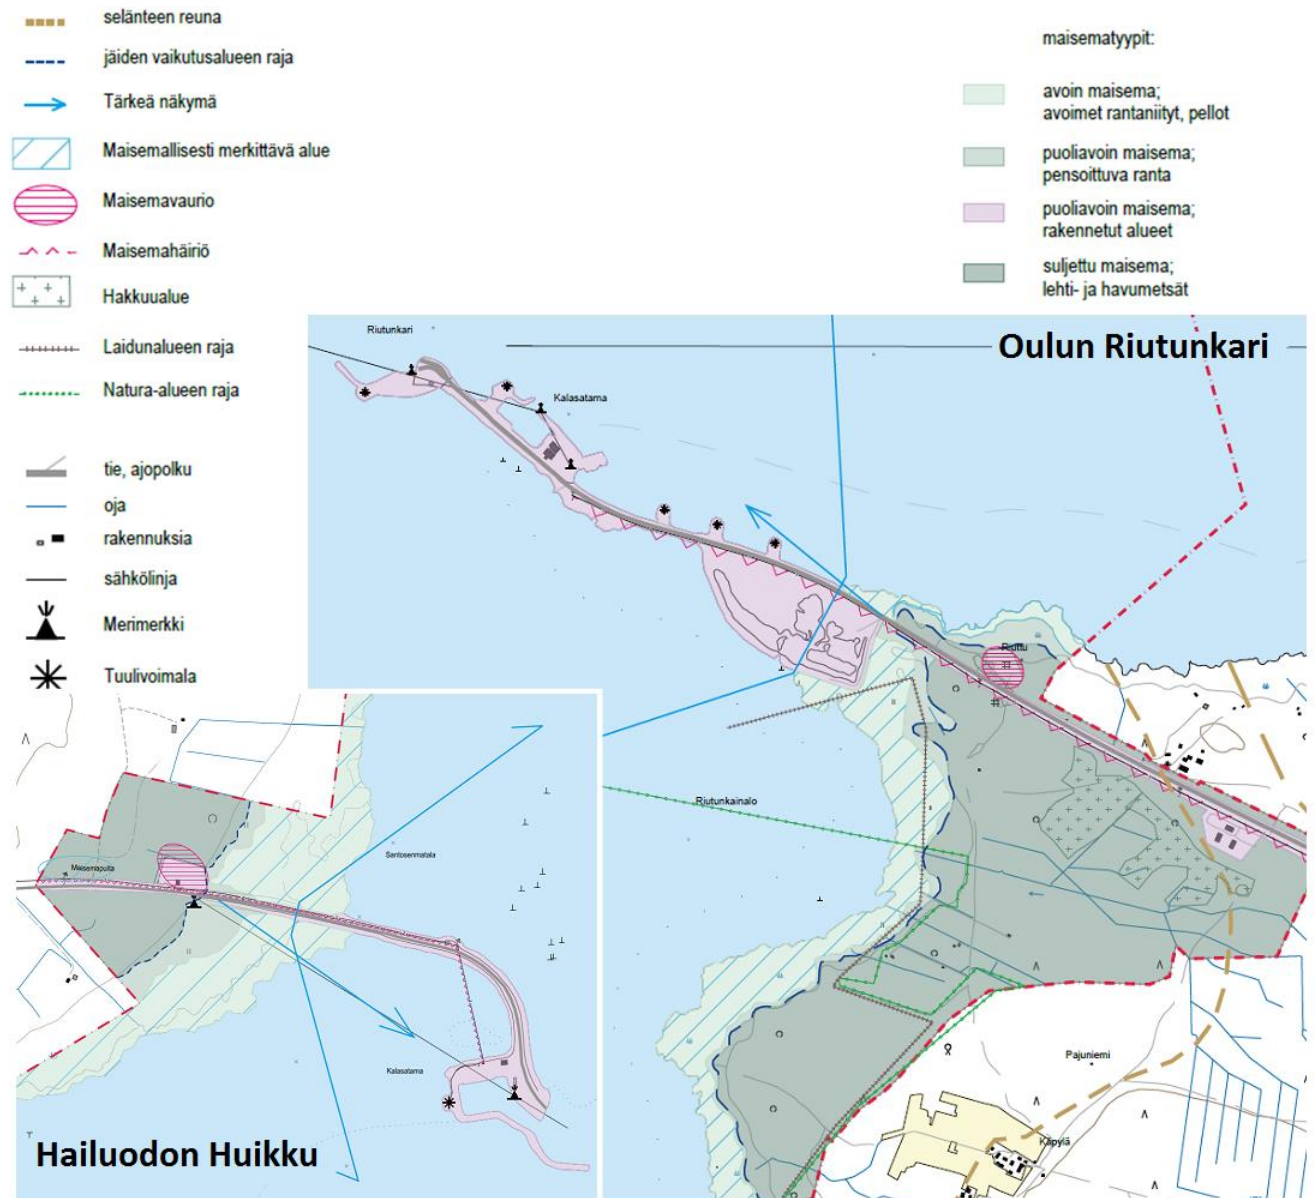 selänteen reuna
jäiden vaikutusalueen raja
Tärkeä näkymä
Maisemallisesti merkittävä alue
Maisemavaurio
Maisemahäiriö
Hakkuualue
Laidunalueen raja
Natura-alueen raja
tie, ajopolku
oja
rakennuksia
sähkölinja
Merimerkki
Tuulivoimala
maisematyypit:
avoin maisema;
avoimet rantaniityt, pellot
puoliavoin maisema;
pensoittuva ranta
puoliavoin maisema;
rakennetut alueet
suljettu maisema;
lehti- ja havumetsät
Oulun Riutunkari
Riutunkari
Kalasatama
Riuttu
Riutunkainalo
Pajuniemi
Käpylä
Maisemapuita
Santosenmatala
Kalasatama
Hailuodon Huikku